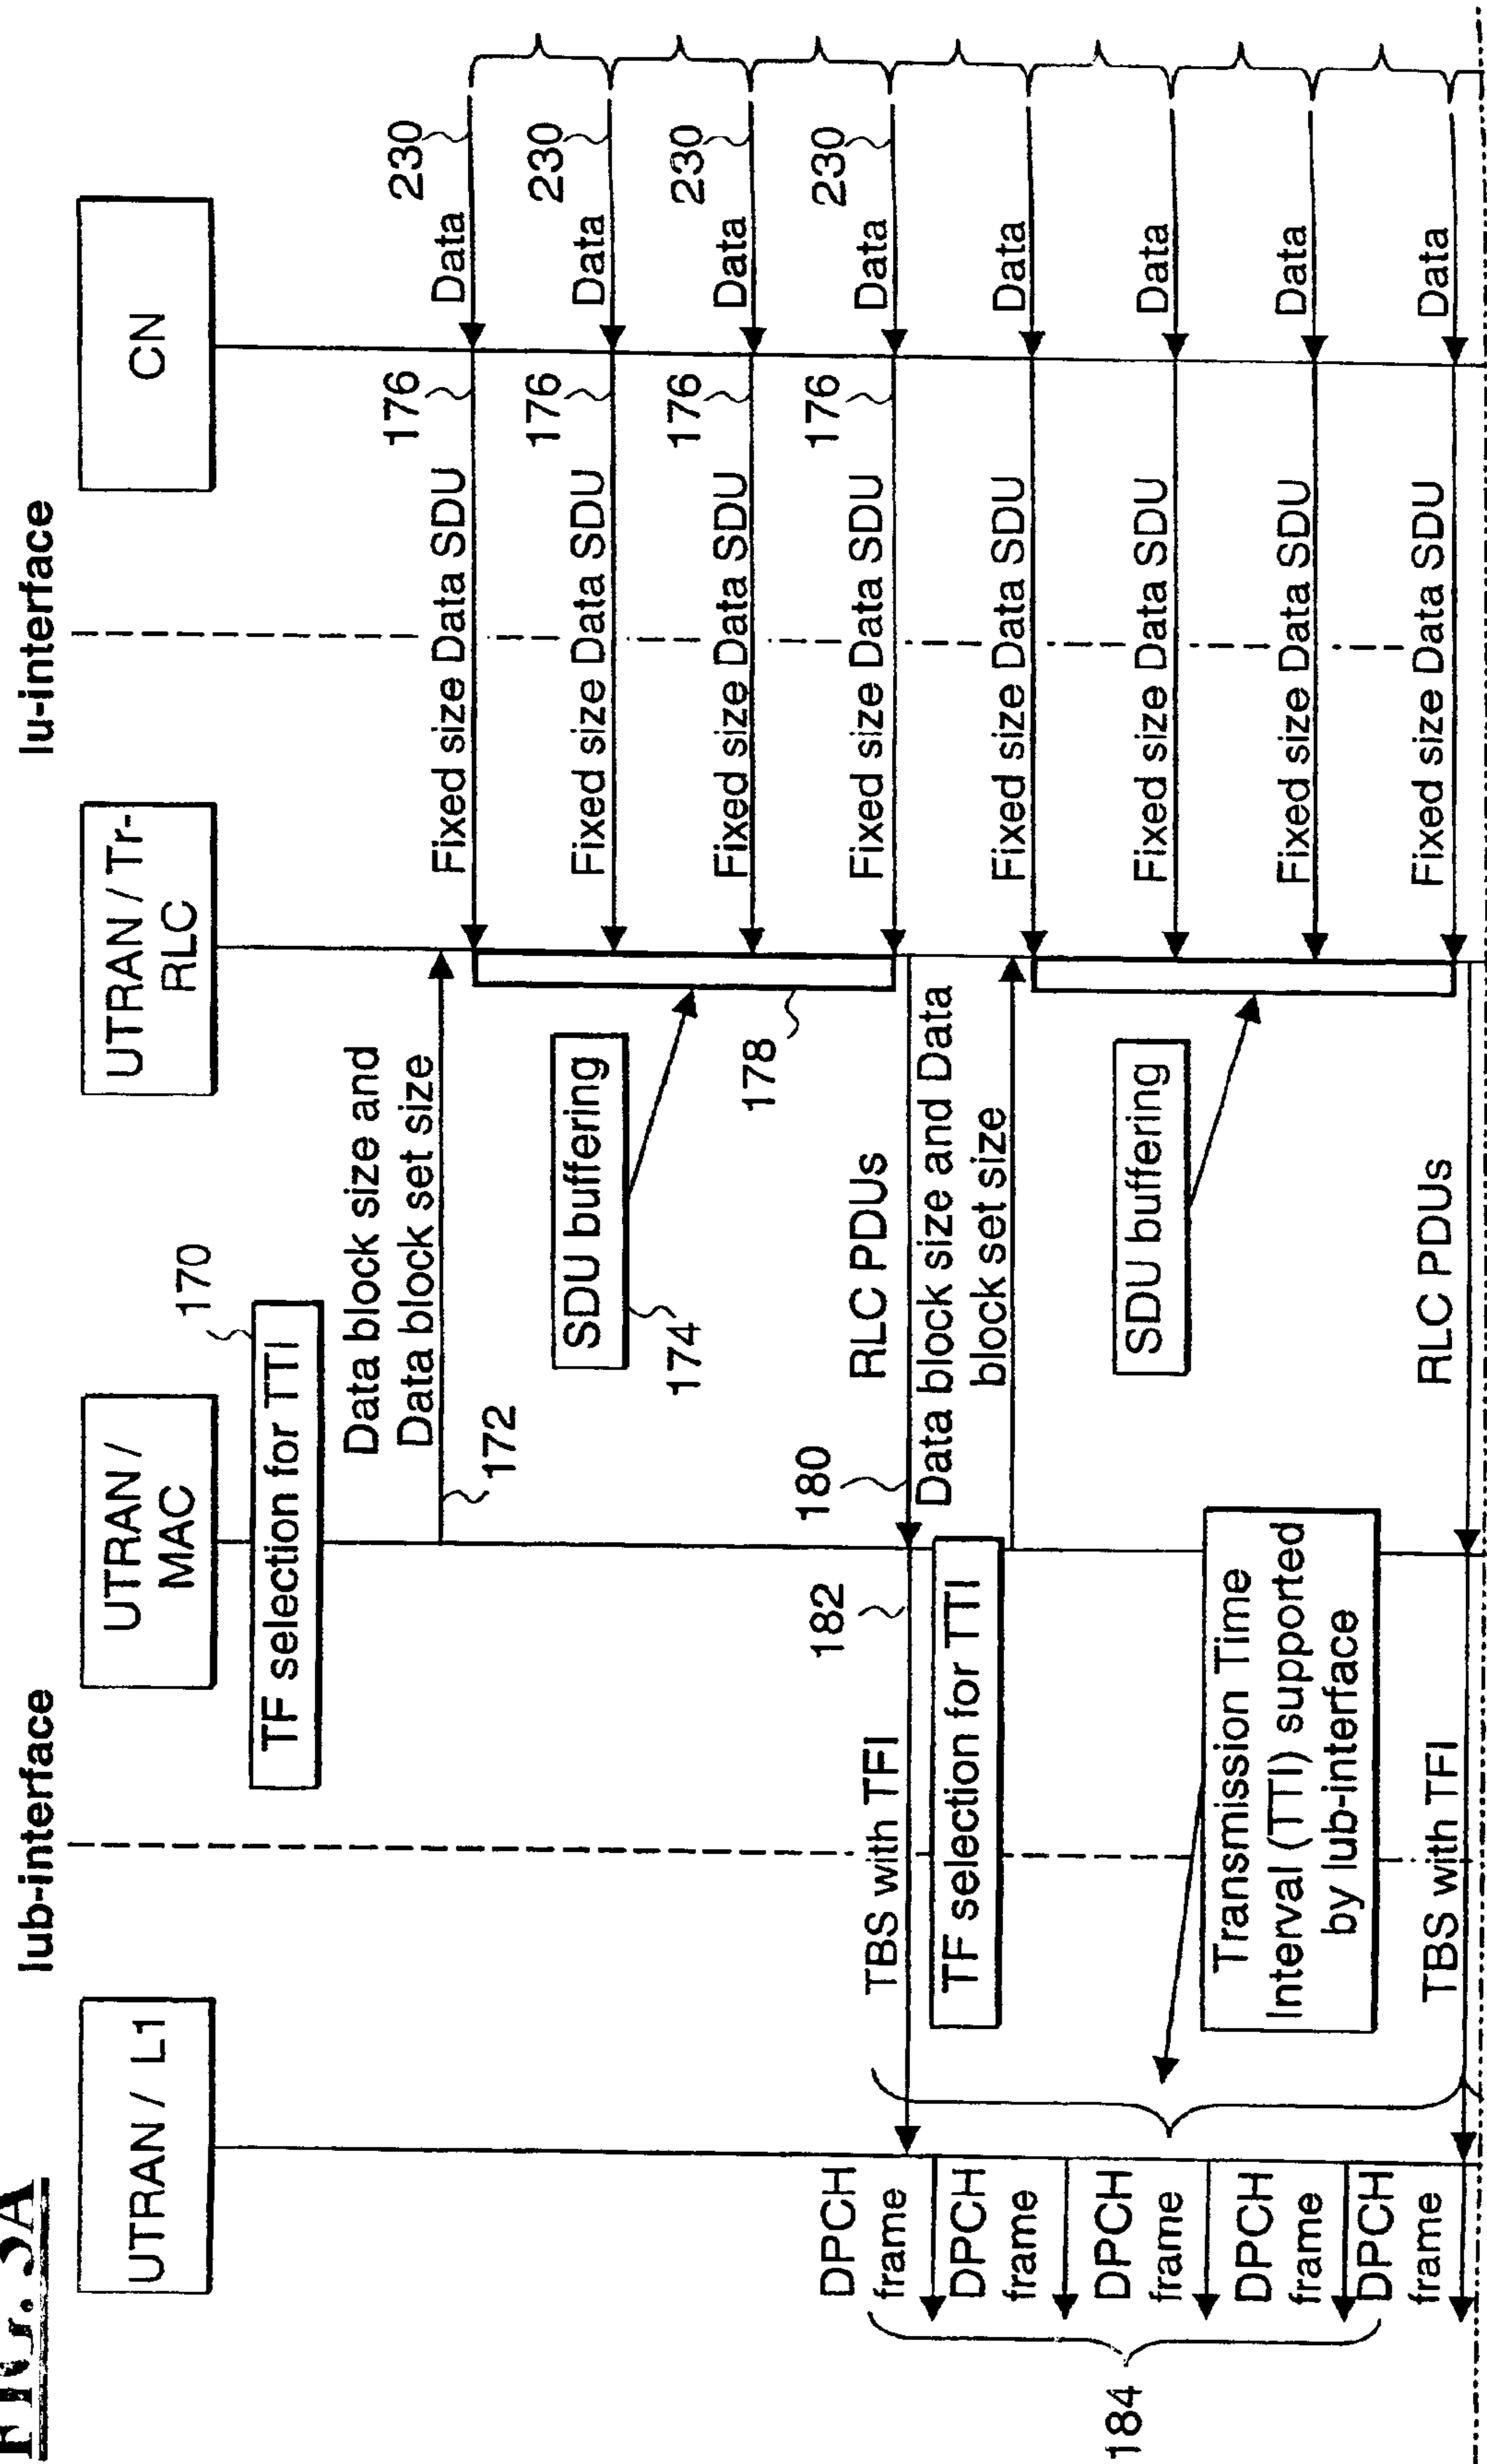 FIG.
Iub-interface
Iu-interface
UTRAN / L1
UTRAN /
MAC
UTRAN / Tr-
RLC
CN
170
TF selection for TTI
Data block size and
Data block set size
172
176
230
Fixed size Data SDU
Data
SDU buffering
174
176
230
Fixed size Data SDU
Data
178
176
230
Fixed size Data SDU
Data
180
182
176
230
DPCH
frame
TBS with TFI
RLC PDUs
Fixed size Data SDU
Data
TF selection for TTI
Data block size and Data
block set size
DPCH
frame
Fixed size Data SDU
Data
184
DPCH
frame
Transmission Time
Interval (TTI) supported
by Iub-interface
SDU buffering
Fixed size Data SDU
Data
DPCH
frame
Fixed size Data SDU
Data
DPCH
frame
TBS with TFI
RLC PDUs
Fixed size Data SDU
Data